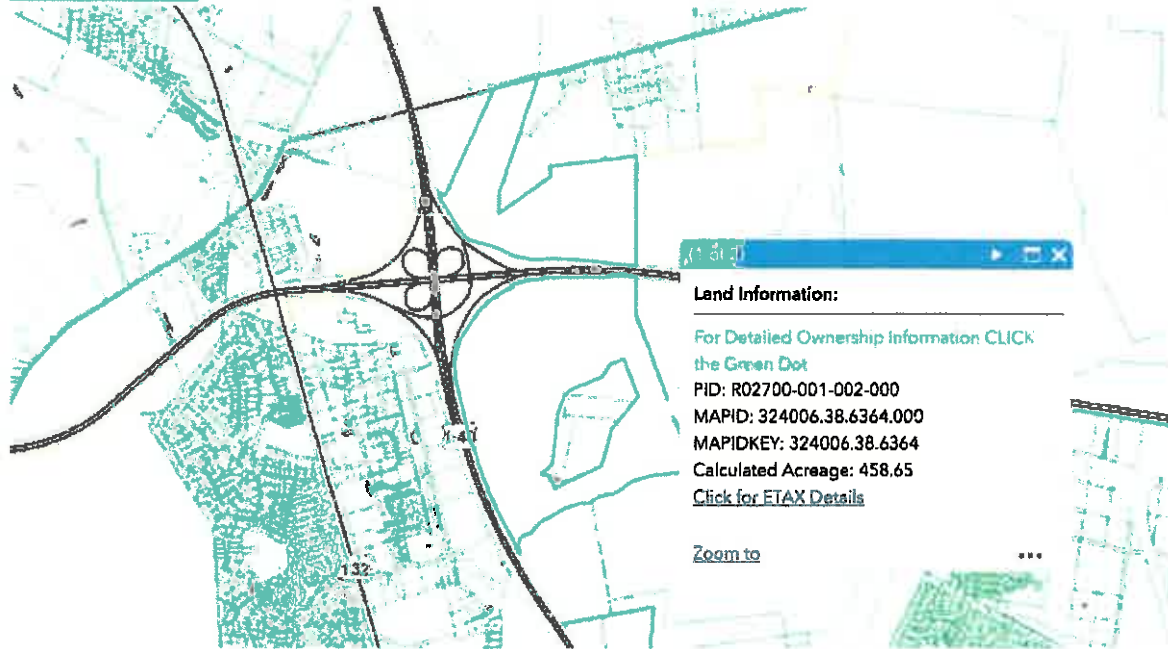 Land Information:
For Detailed Ownership Information CLICK
the Green Dot
PID: R02700-001-002-000
MAPID: 324006.38.6364.000
MAPIDKEY: 324006.38.6364
Calculated Acreage: 458.65
Click for ETAX Details
Zoom to
132